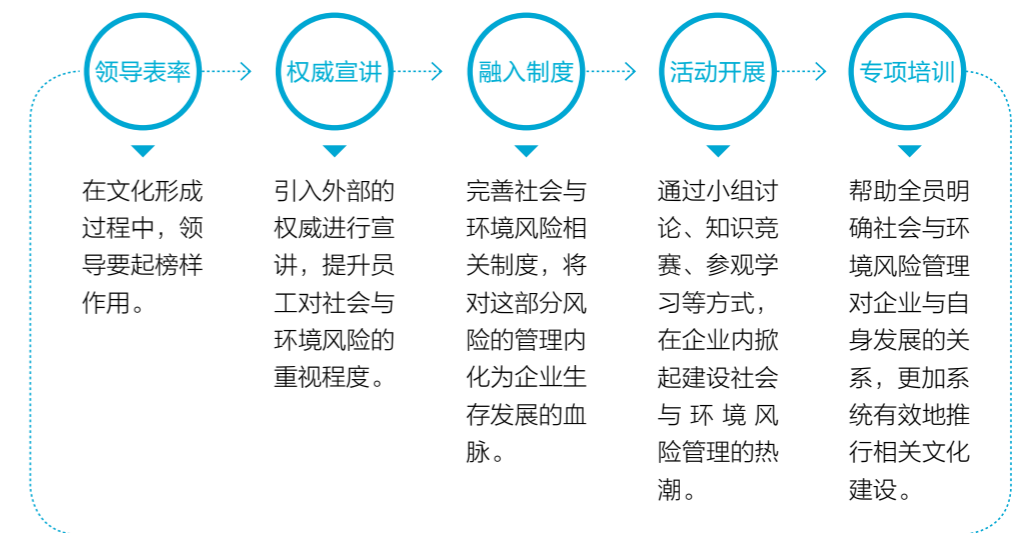 领导表率
权威宣讲
融入制度
活动开展
专项培训
在文化形成
过程中，领
导要起榜样
作用。
引入外部的
权威进行宣
讲，提升员
工对社会与
环境风险的
重视程度。
完善社会与
环境风险相
关制度，将
对这部分风
险的管理内
化为企业生
存发展的血
脉。
通过小组讨
论、知识竞
赛、参观学
习等方式，
在企业内掀
起建设社会
与环境风
险管理的热
潮。
帮助全员明
确社会与环
境风险管理
对企业与自
身发展的关
系，更加系
统有效地推
行相关文化
建设。